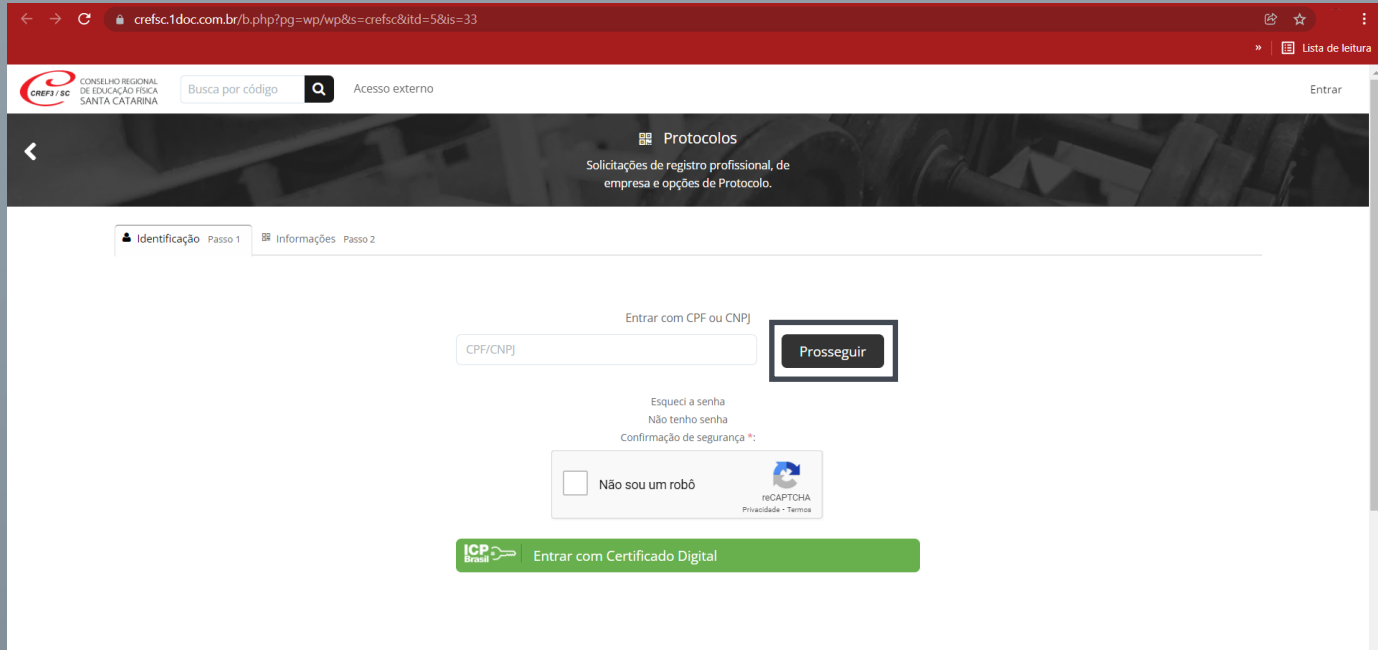 crefsc.1doc.com.br/b.php?pg=wp/wp&s=crefsc&itd=5&is=33
» Lista de leitura
CREF3 / SC
CONSELHO REGIONAL
DE EDUCAÇÃO FÍSICA
SANTA CATARINA
Busca por código
Acesso externo
Entrar
Protocolos
Solicitações de registro profissional, de
empresa e opções de Protocolo.
Identificação Passo 1
Informações Passo 2
Entrar com CPF ou CNPJ
CPF/CNPJ
Prosseguir
Esqueci a senha
Não tenho senha
Confirmação de segurança *:
Não sou um robô
reCAPTCHA
Privacidade - Termos
ICP
Brasil
Entrar com Certificado Digital